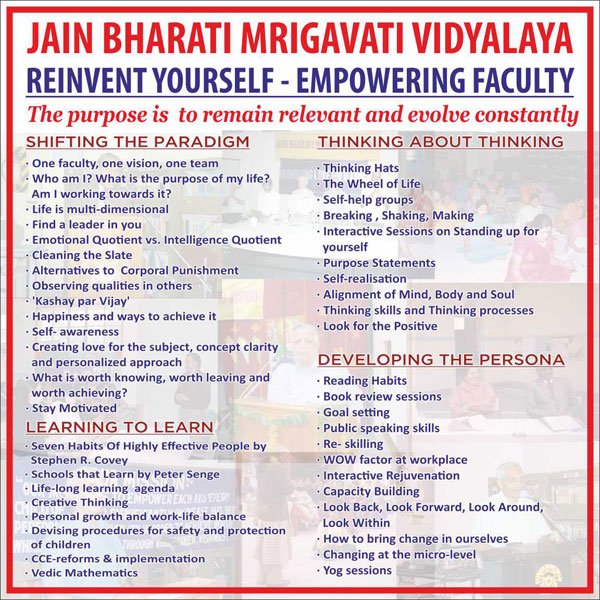 JAIN BHARATI MRIGAVATI VIDYALAYA
REINVENT YOURSELF - EMPOWERING FACULTY
The purpose is to remain relevant and evolve constantly
SHIFTING THE PARADIGM
· One faculty, one vision, one team
· Who am I? What is the purpose of my life?
Am I working towards it?
· Life is multi-dimensional
· Find a leader in you
· Emotional Quotient vs. Intelligence Quotient
· Cleaning the Slate
· Alternatives to Corporal Punishment
· Observing qualities in others
· 'Kashay par Vijay'
· Happiness and ways to achieve it
· Self- awareness
· Creating love for the subject, concept clarity
and personalized approach
· What is worth knowing, worth leaving and
worth achieving?
· Stay Motivated
LEARNING TO LEARN
· Seven Habits Of Highly Effective People by
Stephen R. Covey
· Schools that Learn by Peter Senge
· Life-long learning agenda
· Creative Thinking
· Personal growth and work-life balance
· Devising procedures for safety and protection
of children
· CCE-reforms & implementation
· Vedic Mathematics
THINKING ABOUT THINKING
· Thinking Hats
· The Wheel of Life
· Self-help groups
· Breaking , Shaking, Making
· Interactive Sessions on Standing up for
yourself
· Purpose Statements
· Self-realisation
· Alignment of Mind, Body and Soul
· Thinking skills and Thinking processes
· Look for the Positive
DEVELOPING THE PERSONA
· Reading Habits
· Book review sessions
· Goal setting
· Public speaking skills
· Re- skilling
· WOW factor at workplace
· Interactive Rejuvenation
· Capacity Building
· Look Back, Look Forward, Look Around,
Look Within
· How to bring change in ourselves
· Changing at the micro-level
· Yog sessions